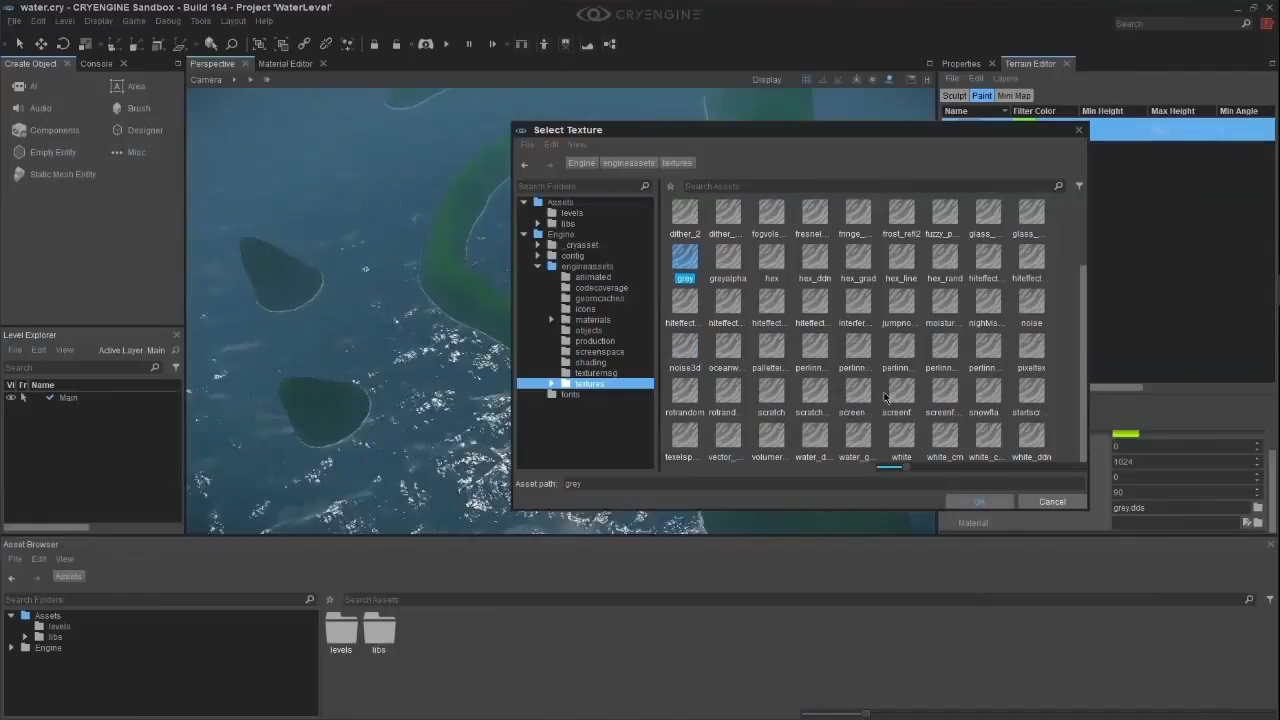 water.cry - CRYENGINE Sandbox - Build 164 - Project 'WaterLevel'
CRYENGINE
File Edit Level Display Game Debug Tools Layout Help
Search
Create Object
Console
Perspective
Material Editor
Properties
Terrain Editor
Camera
Display
H
File Edit Layers
AI
Area
Audio
Brush
Components
Designer
Empty Entity
Misc
Static Mesh Entity
Sculpt Paint Mini Map
Name Filter Color Min Height Max Height Min Angle
Select Texture
File Edit View
Engine engineassets textures
Search Folders
Search Assets
Assets
levels
libs
Engine
_cryasset
config
engineassets
animated
codecoverage
geomcaches
icons
materials
objects
production
screenspace
shading
texturemsg
textures
fonts
dither_2 dither_... fogvols... fresnel... fringe_... frost_refl2 fuzzy_p... glass_... glass_...
grey greyalpha hex hex_ddn hex_grad hex_line hex_rand hiteffect... hiteffect...
hiteffect... hiteffect... hiteffect... hiteffect... interfer... jumpno... moistur... nightvis... noise
noise3d oceanw... palettei... perlinn... perlinn... perlinn... perlinn... perlinn... pixeltex
rotrandom rotrand... scratch scratch... screen... screenf... screenf... snowfla... startscr...
texelsp... vector_... volumer... water_d... water_g... white white_cm white_c... white_ddn
Asset path: grey
OK Cancel
0
1024
0
90
grey.dds
Material
Level Explorer
File Edit View Active Layer Main
Search
Vi Fr Name
Main
Asset Browser
File Edit View
Assets
Search Folders
Search Assets
Assets
levels
libs
Engine
levels libs